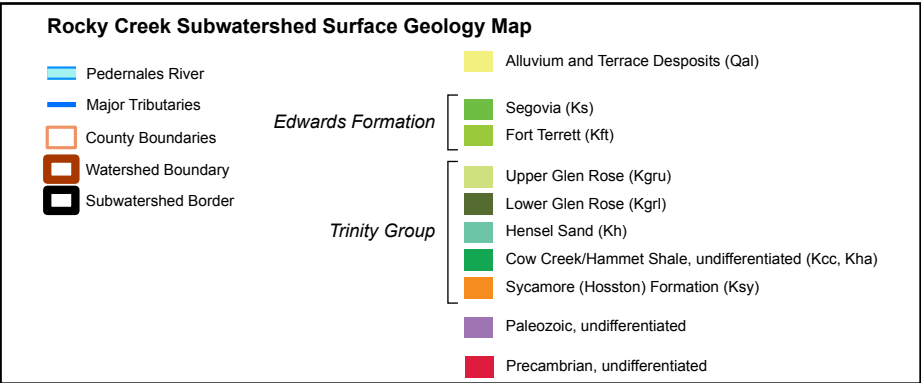 Rocky Creek Subwatershed Surface Geology Map
Pedernales River
Major Tributaries
County Boundaries
Watershed Boundary
Subwatershed Border
Alluvium and Terrace Desposits (Qal)
Edwards Formation
Segovia (Ks)
Fort Terrett (Kft)
Trinity Group
Upper Glen Rose (Kgru)
Lower Glen Rose (Kgrl)
Hensel Sand (Kh)
Cow Creek/Hammet Shale, undifferentiated (Kcc, Kha)
Sycamore (Hosston) Formation (Ksy)
Paleozoic, undifferentiated
Precambrian, undifferentiated